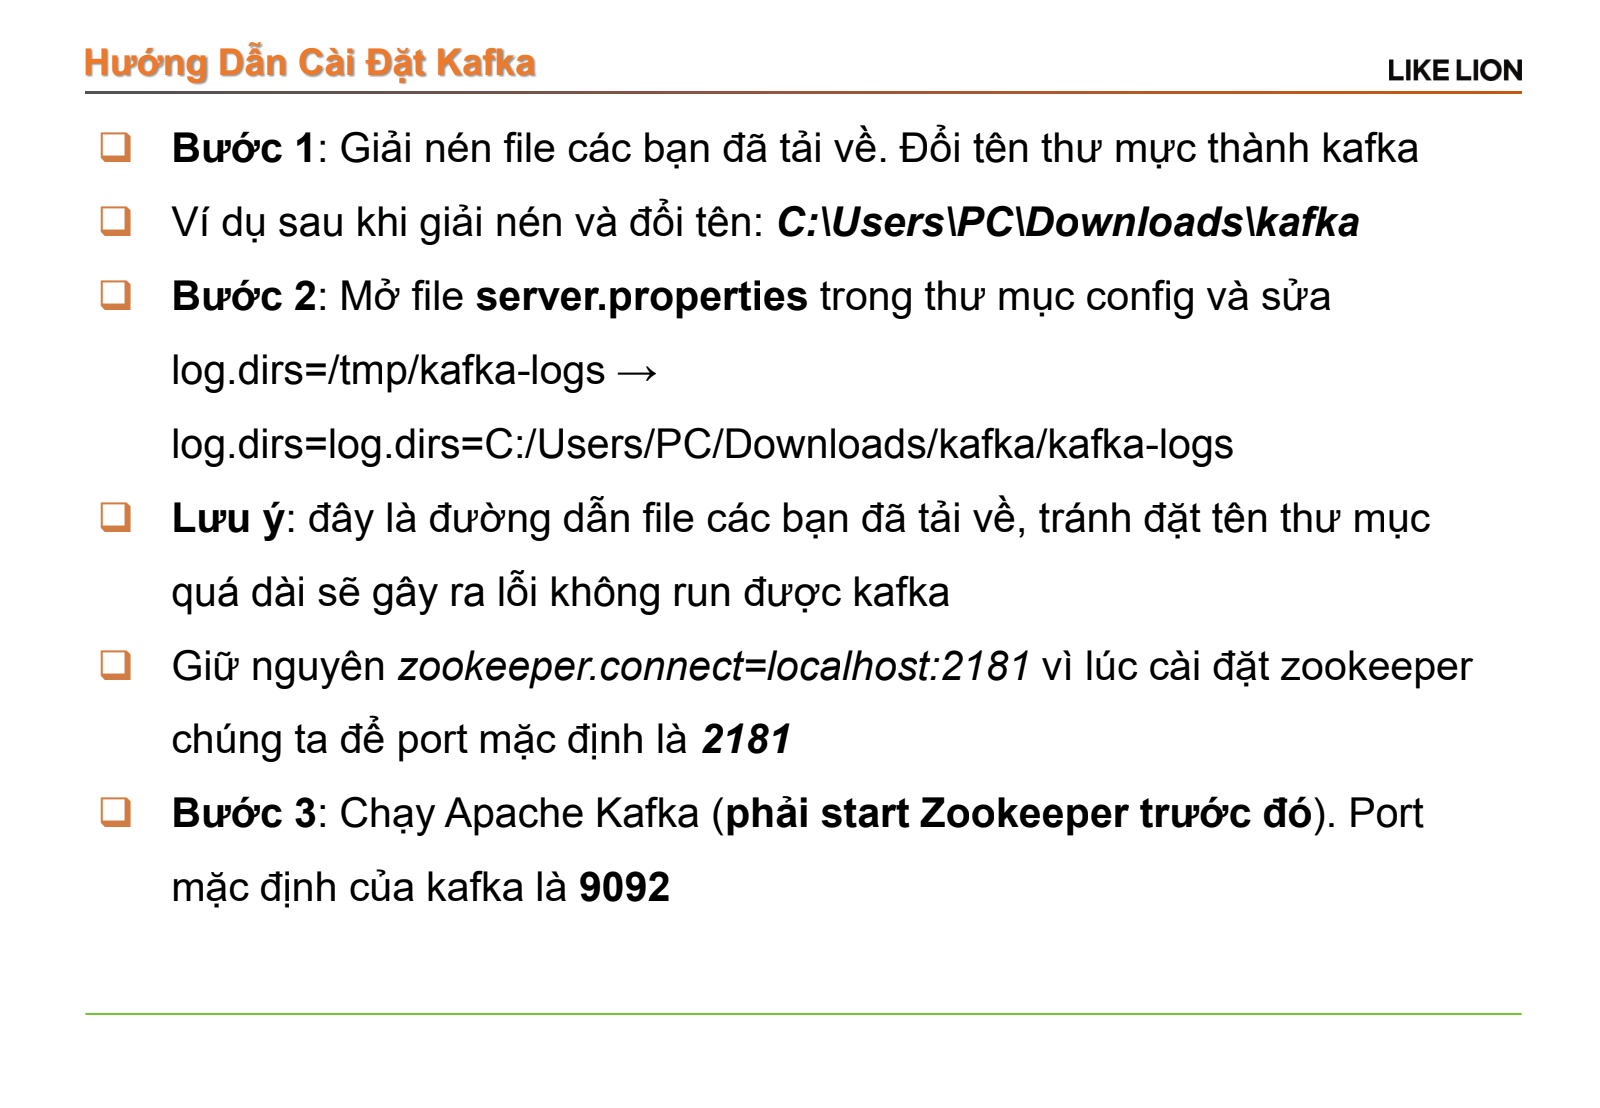 Hướng Dẫn Cài Đặt Kafka
LIKE LION
Bước 1: Giải nén file các bạn đã tải về. Đổi tên thư mực thành kafka
Ví dụ sau khi giải nén và đổi tên: C:\Users\PC\Downloads\kafka
Bước 2: Mở file server.properties trong thư mục config và sửa
log.dirs=/tmp/kafka-logs →
log.dirs=log.dirs=C:/Users/PC/Downloads/kafka/kafka-logs
Lưu ý: đây là đường dẫn file các bạn đã tải về, tránh đặt tên thư mục
quá dài sẽ gây ra lỗi không run được kafka
Giữ nguyên zookeeper.connect=localhost:2181 vì lúc cài đặt zookeeper
chúng ta để port mặc định là 2181
Bước 3: Chạy Apache Kafka (phải start Zookeeper trước đó). Port
mặc định của kafka là 9092